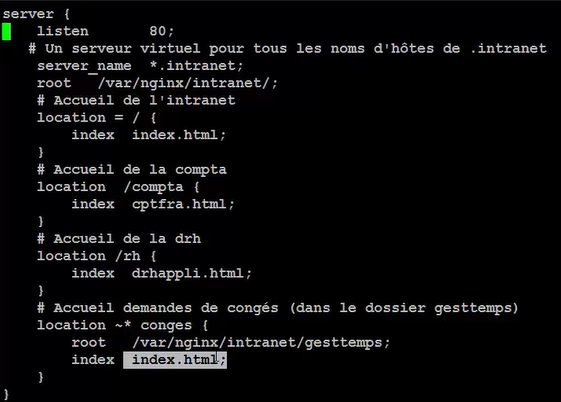 server {
listen 80;
# Un serveur virtuel pour tous les noms d'hôtes de .intranet
server_name *.intranet;
root /var/nginx/intranet/;
# Accueil de l'intranet
location = / {
index index.html;
}
# Accueil de la compta
location /compta {
index cptfra.html;
}
# Accueil de la drh
location /rh {
index drhappli.html;
}
# Accueil demandes de congés (dans le dossier gesttemps)
location ~* conges {
root /var/nginx/intranet/gesttemps;
index index.html;
}
}